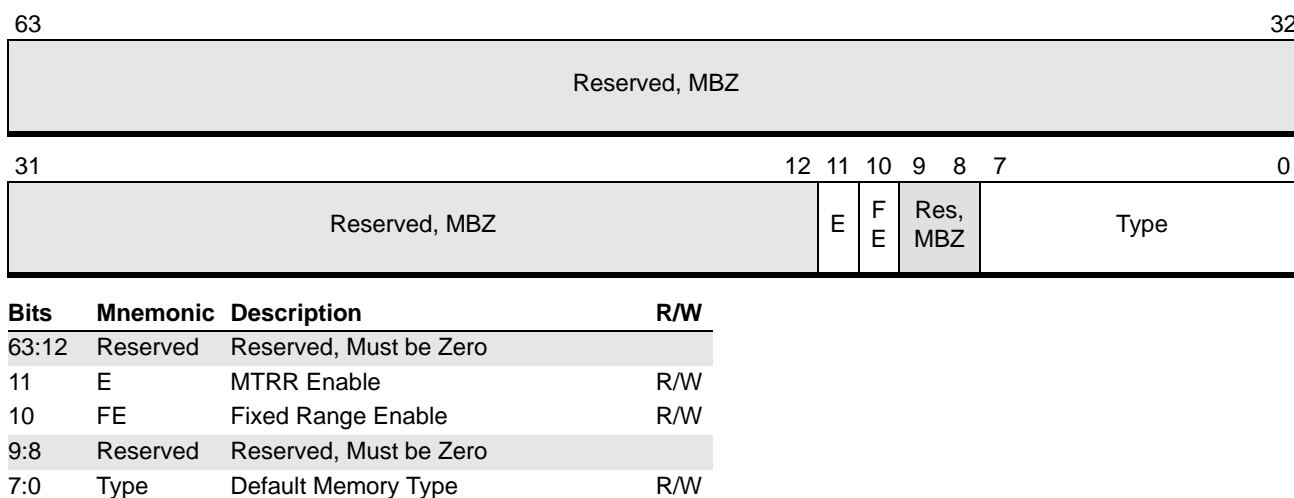 63 32
Reserved, MBZ
31 12 11 10 9 8 7 0
Reserved, MBZ E F E Res, MBZ Type
Bits Mnemonic Description R/W
63:12 Reserved Reserved, Must be Zero
11 E MTRR Enable R/W
10 FE Fixed Range Enable R/W
9:8 Reserved Reserved, Must be Zero
7:0 Type Default Memory Type R/W